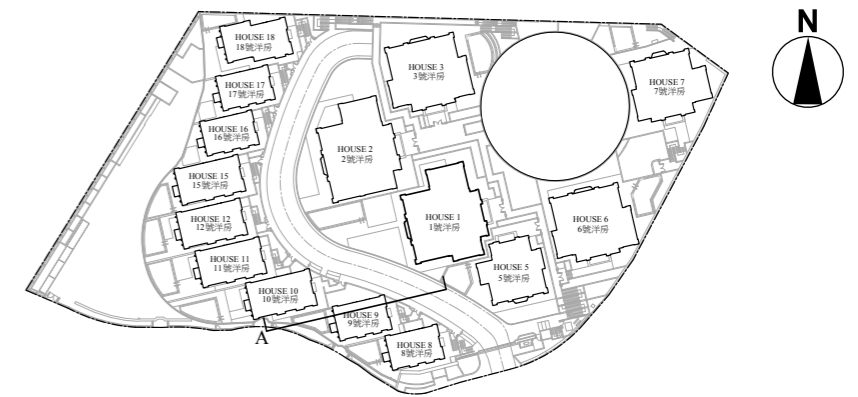 N
HOUSE 18
18號洋房
HOUSE 17
17號洋房
HOUSE 16
16號洋房
HOUSE 15
15號洋房
HOUSE 12
12號洋房
HOUSE 11
11號洋房
HOUSE 10
10號洋房
HOUSE 9
9號洋房
HOUSE 8
8號洋房
HOUSE 3
3號洋房
HOUSE 2
2號洋房
HOUSE 1
1號洋房
HOUSE 5
5號洋房
HOUSE 6
6號洋房
HOUSE 7
7號洋房
A